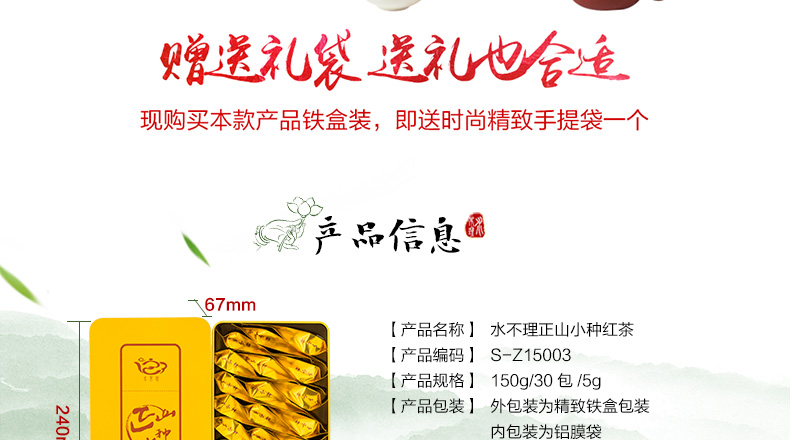 赠送礼袋 送礼也合适
现购买本款产品铁盒装，即送时尚精致手提袋一个
产品信息
67mm
240m
【产品名称】 水不理正山小种红茶
【产品编码】 S-Z15003
【产品规格】 150g/30包/5g
【产品包装】 外包装为精致铁盒包装
内包装为铝膜袋
正山